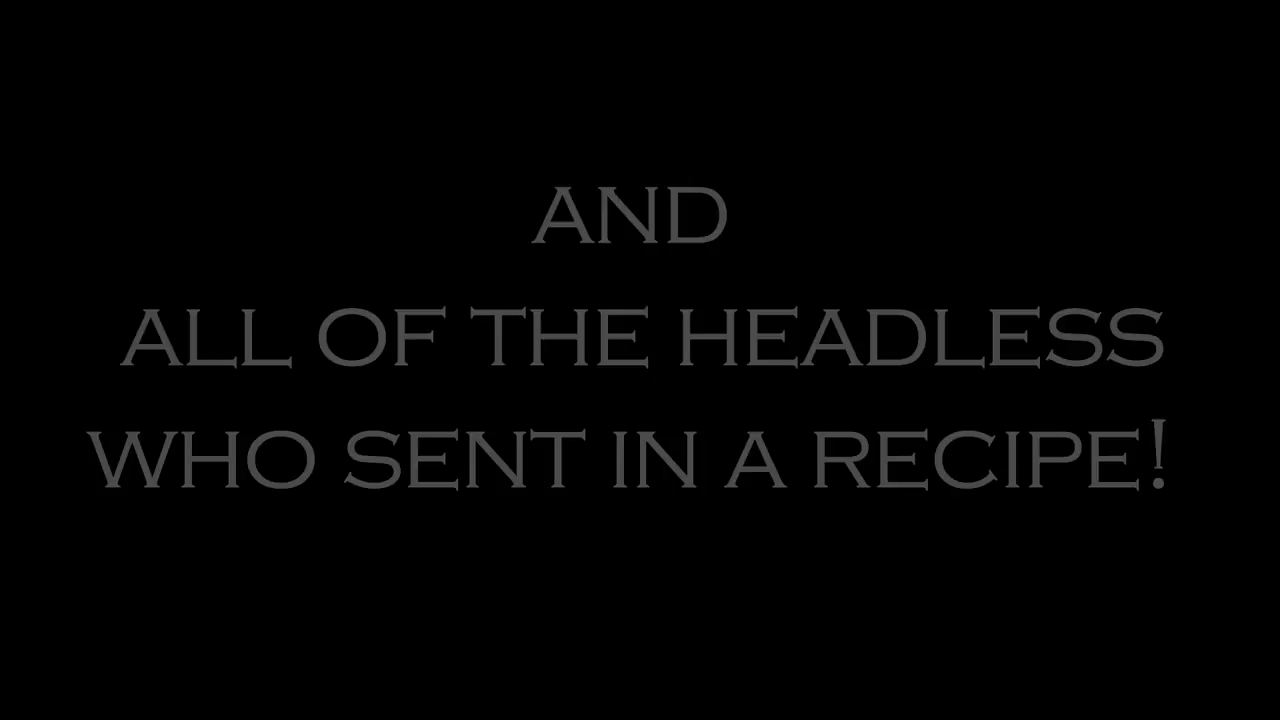 AND
ALL OF THE HEADLESS
WHO SENT IN A RECIPE!